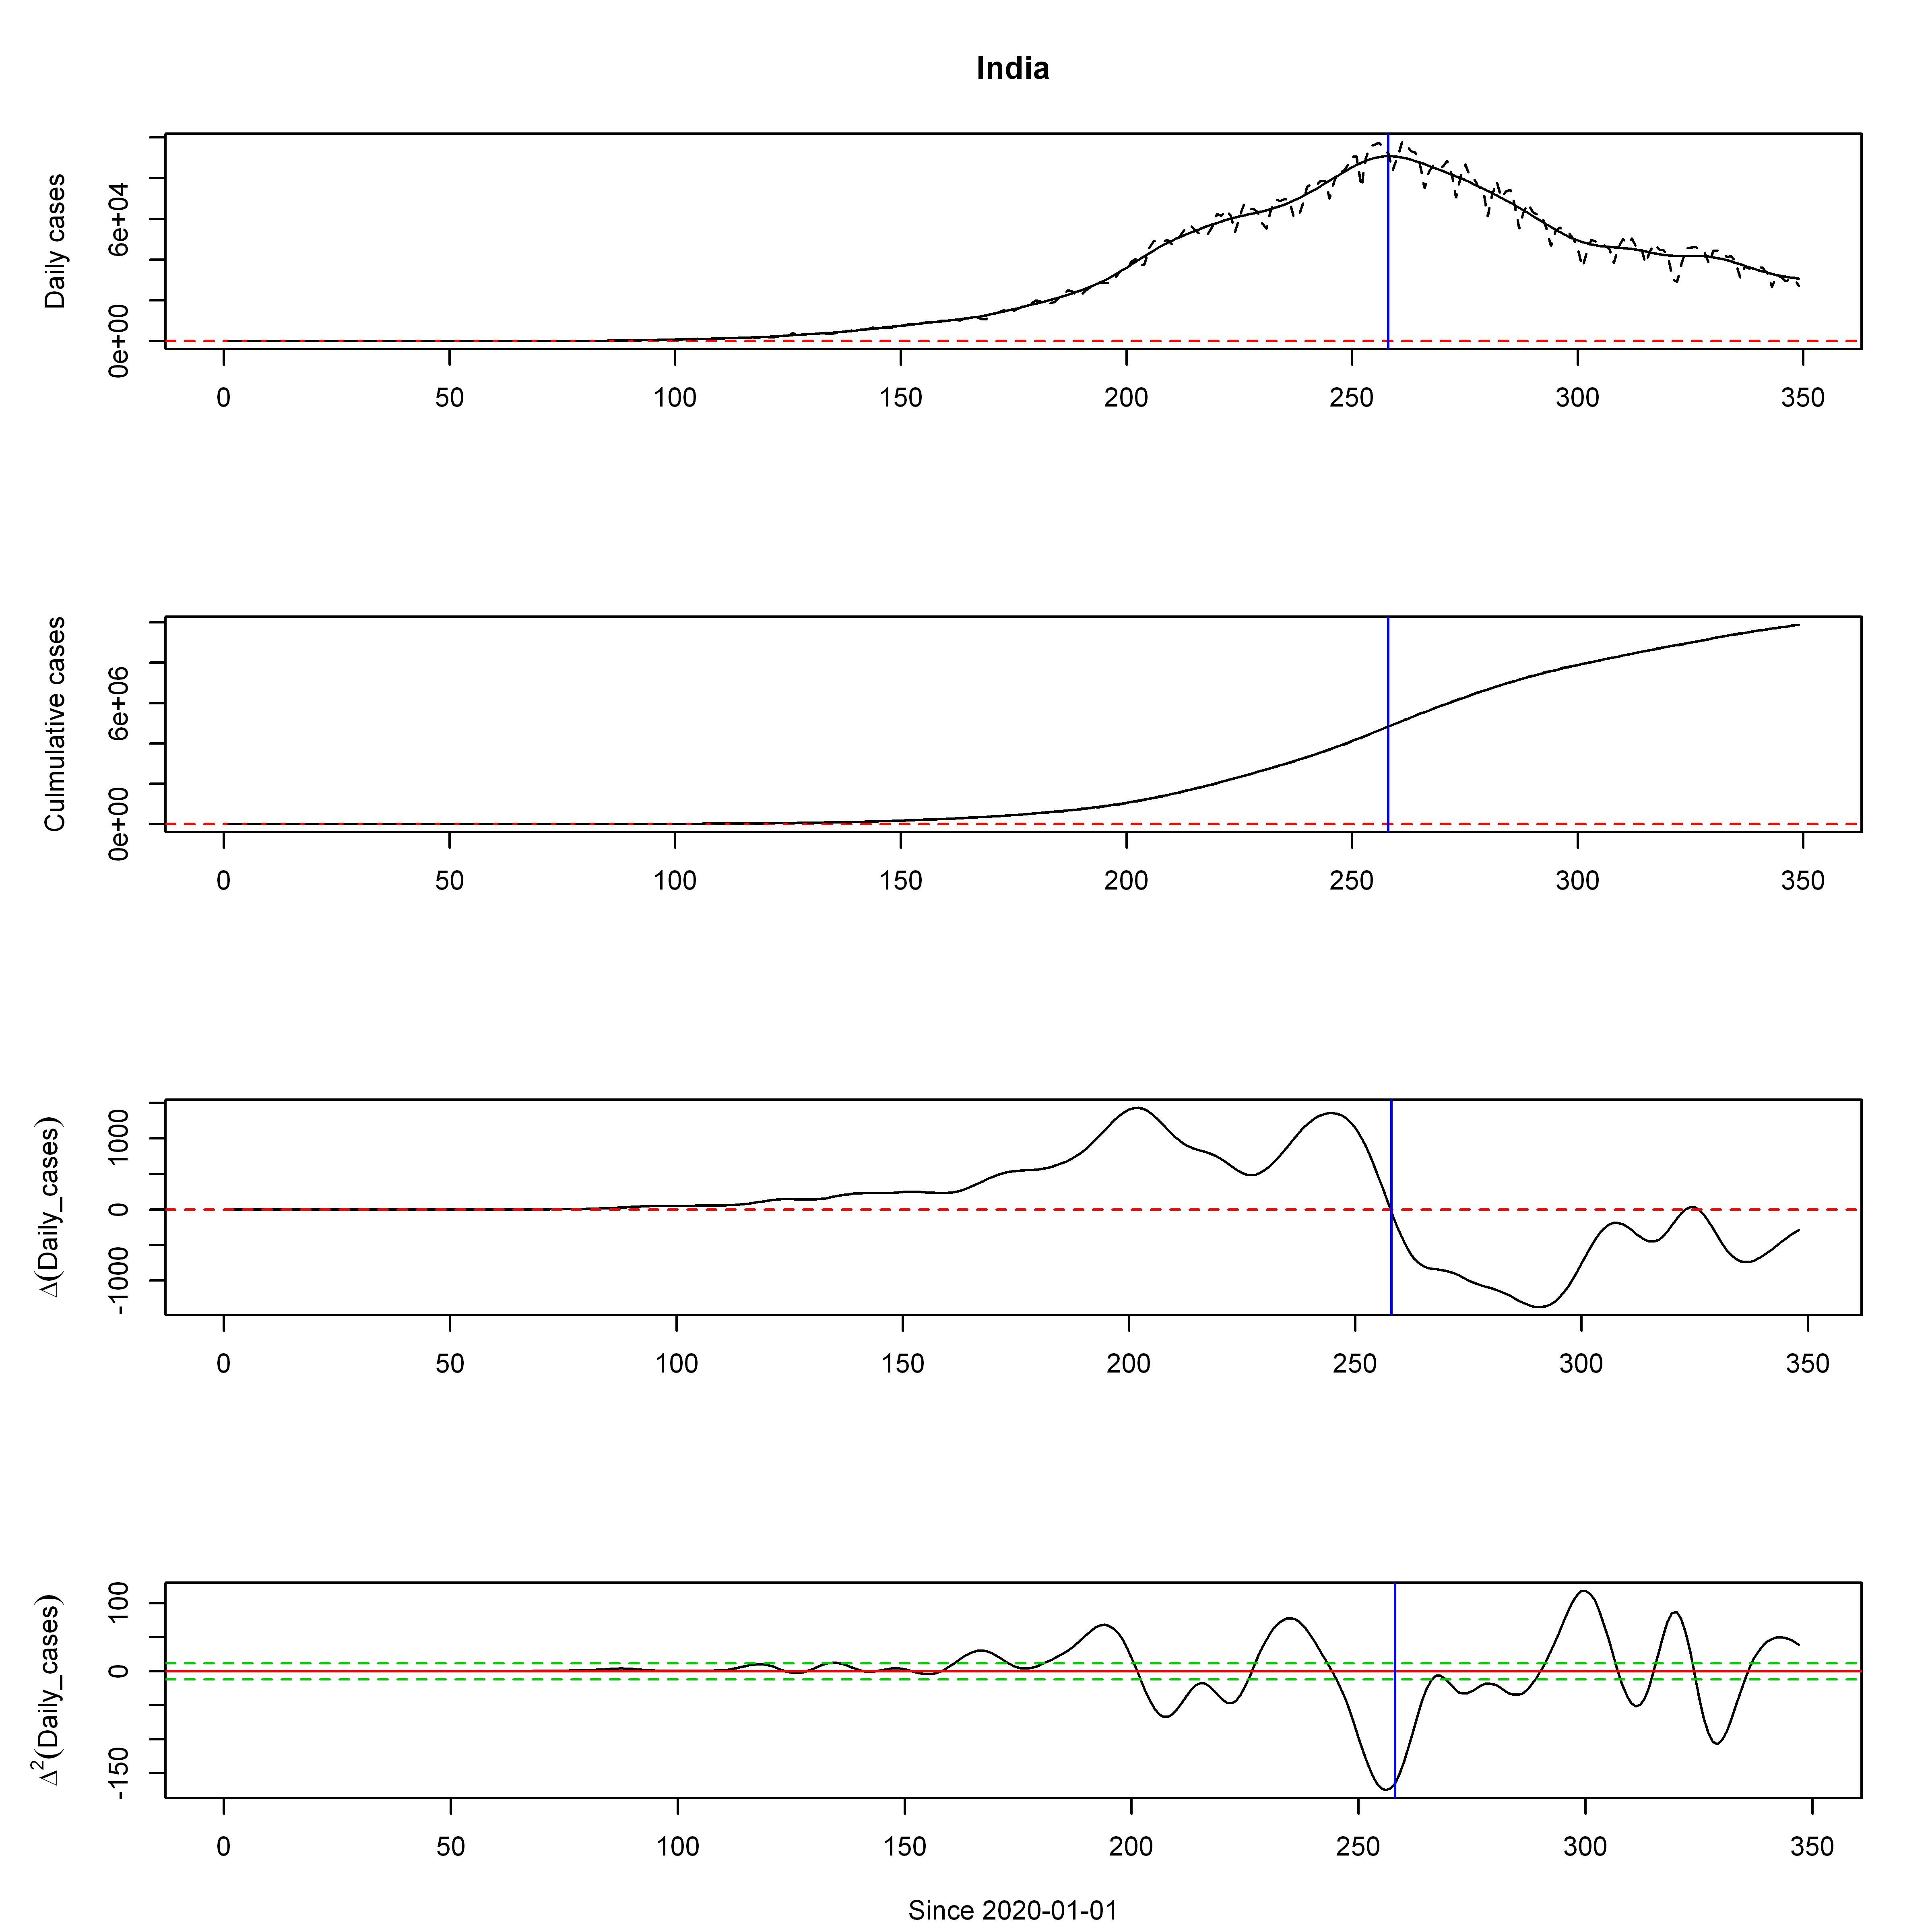 India
Daily cases
6e+04
0e+00
0 50 100 150 200 250 300 350
Culmulative cases
6e+06
0e+00
0 50 100 150 200 250 300 350
Δ(Daily_cases)
1000
0
-1000
0 50 100 150 200 250 300 350
Δ²(Daily_cases)
100
0
-150
0 50 100 150 200 250 300 350
Since 2020-01-01